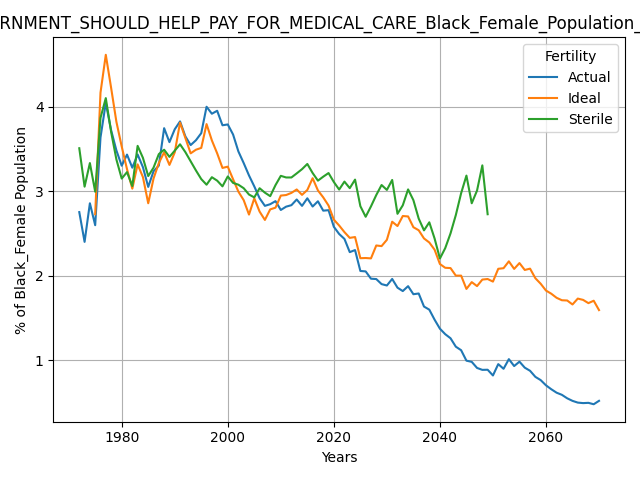 RNMENT_SHOULD_HELP_PAY_FOR_MEDICAL_CARE_Black_Female_Population_
Fertility
Actual
Ideal
Sterile
% of Black_Female Population
4
3
2
1
1980 2000 2020 2040 2060
Years